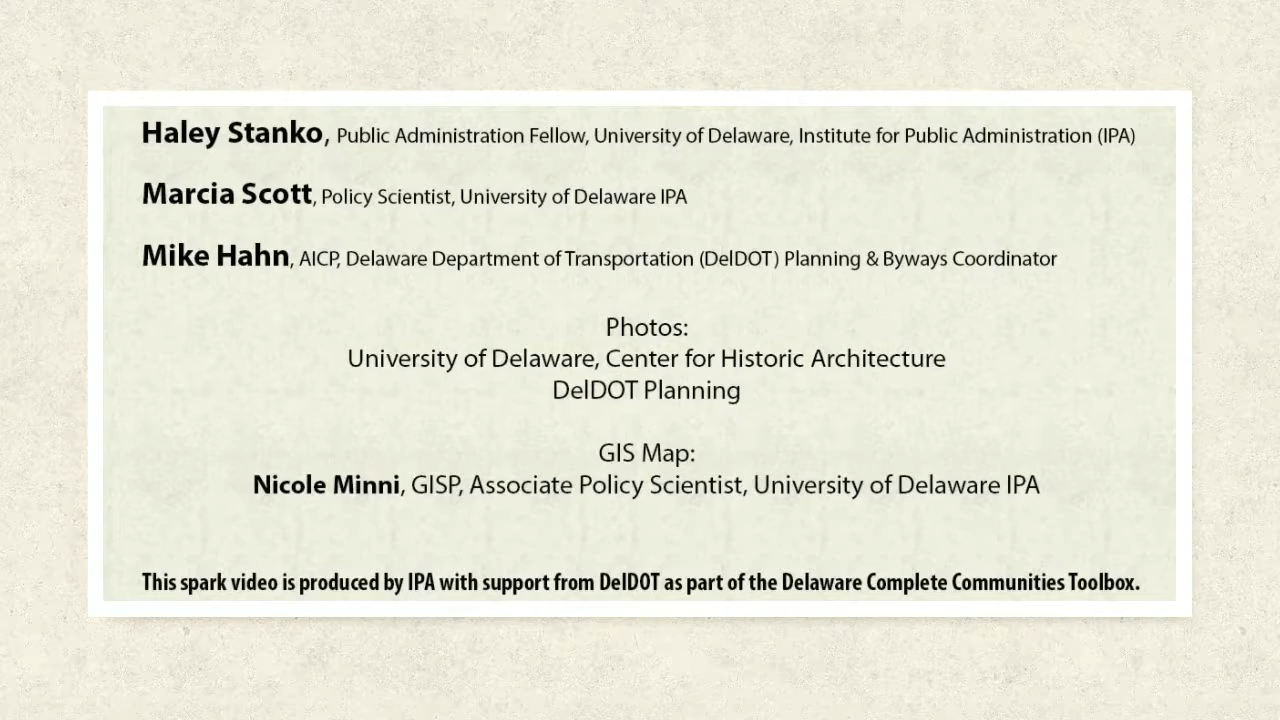 Haley Stanko, Public Administration Fellow, University of Delaware, Institute for Public Administration (IPA)
Marcia Scott, Policy Scientist, University of Delaware IPA
Mike Hahn, AICP, Delaware Department of Transportation (DelDOT) Planning & Byways Coordinator
Photos:
University of Delaware, Center for Historic Architecture
DelDOT Planning
GIS Map:
Nicole Minni, GISP, Associate Policy Scientist, University of Delaware IPA
This spark video is produced by IPA with support from DelDOT as part of the Delaware Complete Communities Toolbox.